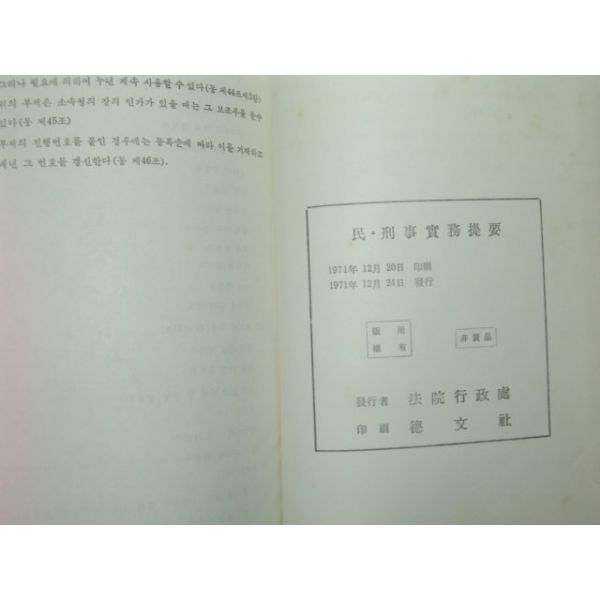 그러나 필요에 의하여 누년 계속 사용할 수 있다(동 제44조제3항)
위의 부책은 소속청의 장의 인가가 있을 때는 그 보조부를 둘수
있다(동 제45조)
부책의 진행번호를 붙인 경우에는 등록순에 따라 이를 기재하고
매년 그 번호를 갱신한다(동 제46조).
民·刑事實務提要
1971年 12月 20日 印刷
1971年 12月 24日 發行
版 所
權 有
非賣品
發行者 法院行政處
印刷 德文社